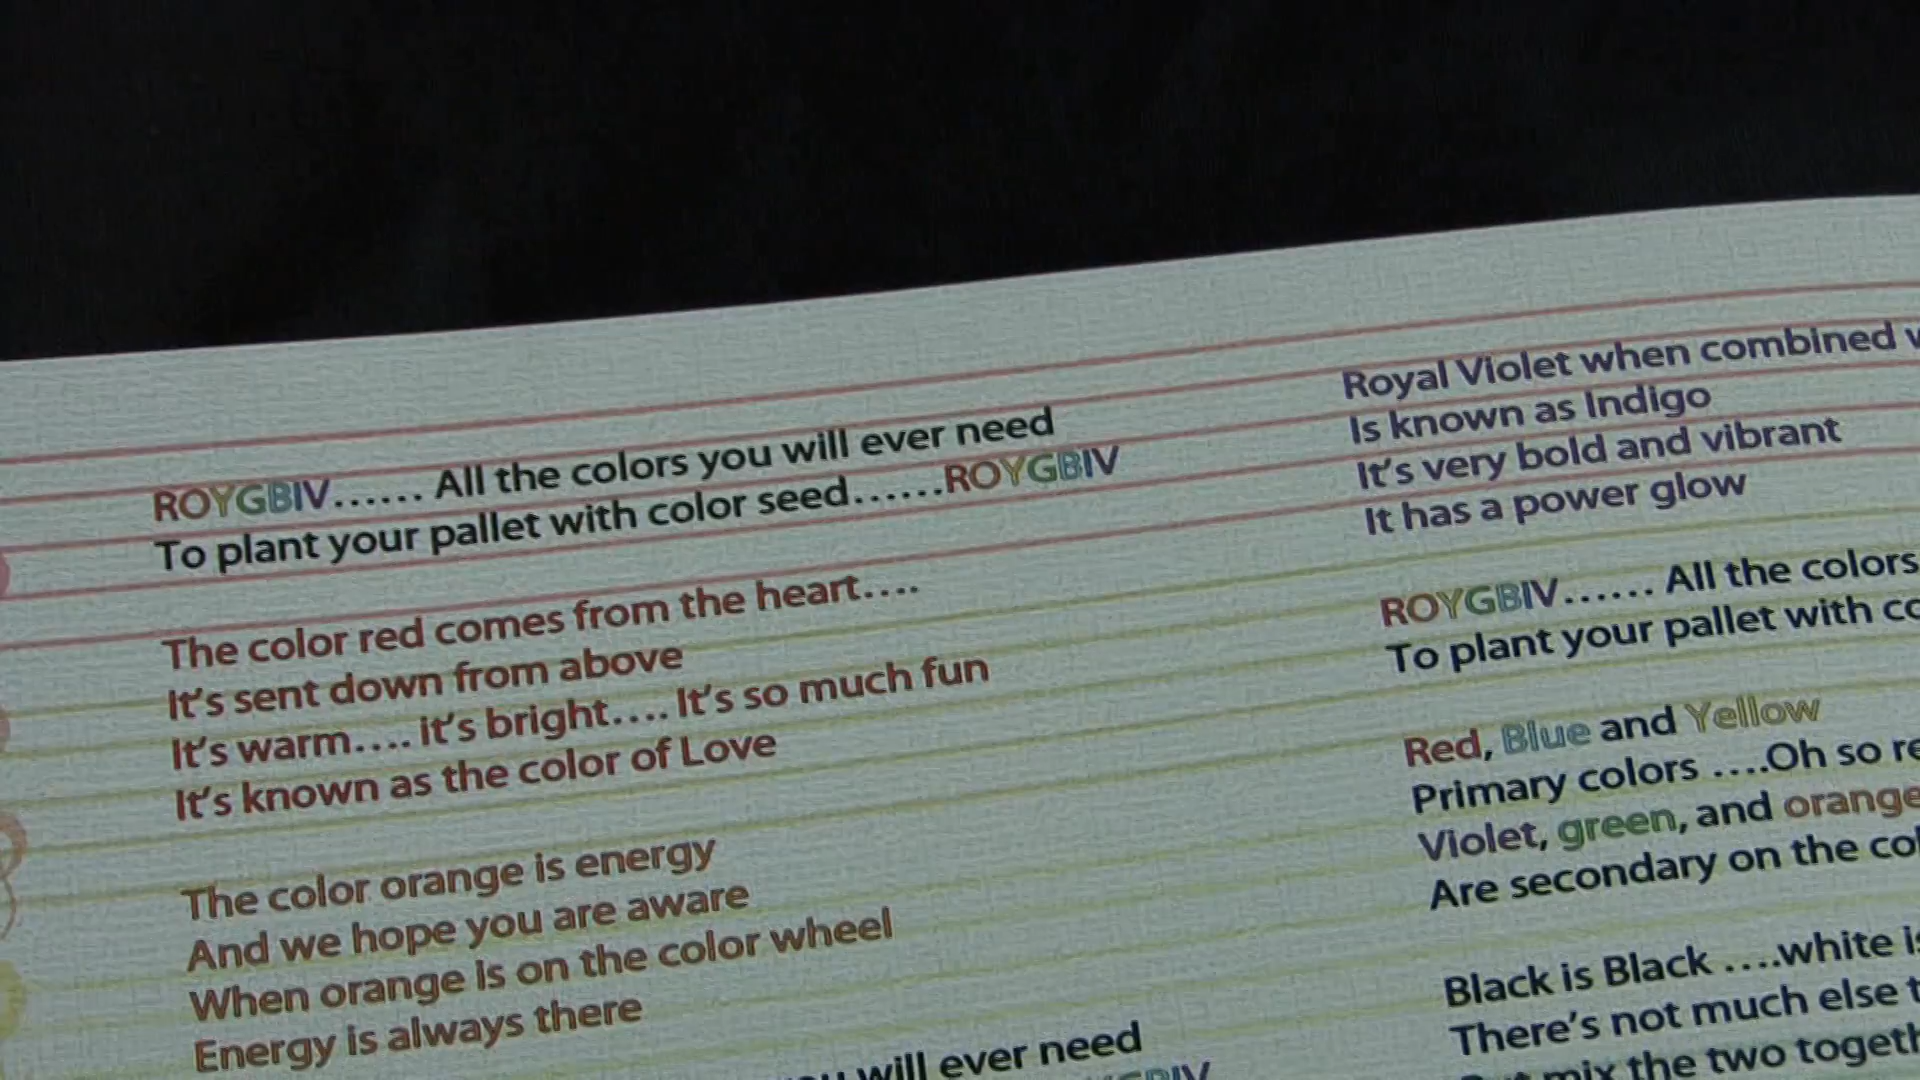 ROYGBIV...... All the colors you will ever need
To plant your pallet with color seed......ROYGBIV
The color red comes from the heart....
It's sent down from above
It's warm.... it's bright.... It's so much fun
It's known as the color of Love
The color orange is energy
And we hope you are aware
When orange is on the color wheel
Energy is always there
will ever need
Royal Violet when combined
Is known as Indigo
It's very bold and vibrant
It has a power glow
ROYGBIV...... All the colors
To plant your pallet with
Red, Blue and Yellow
Primary colors ....Oh so
Violet, green, and orange
Are secondary on the
Black is Black ....white
There's not much else
mix the two